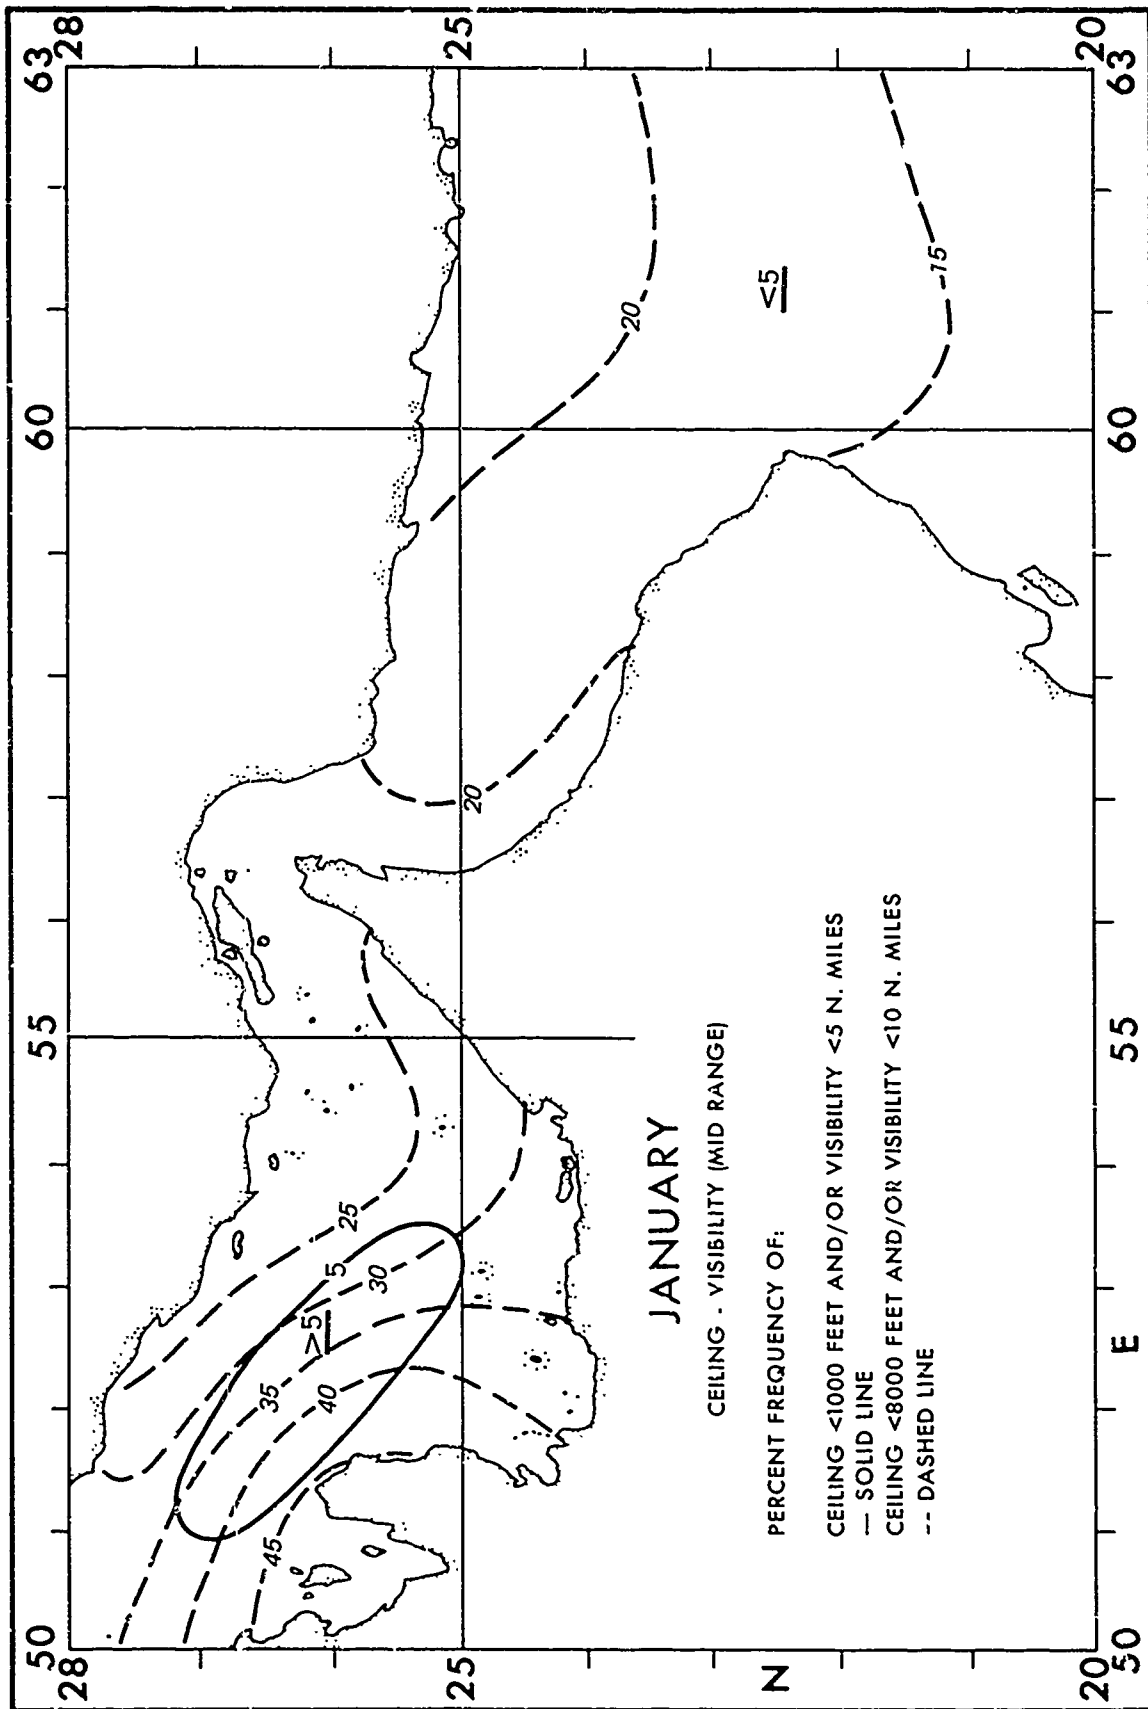 50
55
60
63
28
28
25
25
20
20
N
50
E
55
60
63
45
40
35
30
25
5
>5
20
20
15
<5
JANUARY
CEILING - VISIBILITY (MID RANGE)
PERCENT FREQUENCY OF:
CEILING <1000 FEET AND/OR VISIBILITY <5 N. MILES
— SOLID LINE
CEILING <8000 FEET AND/OR VISIBILITY <10 N. MILES
-- DASHED LINE